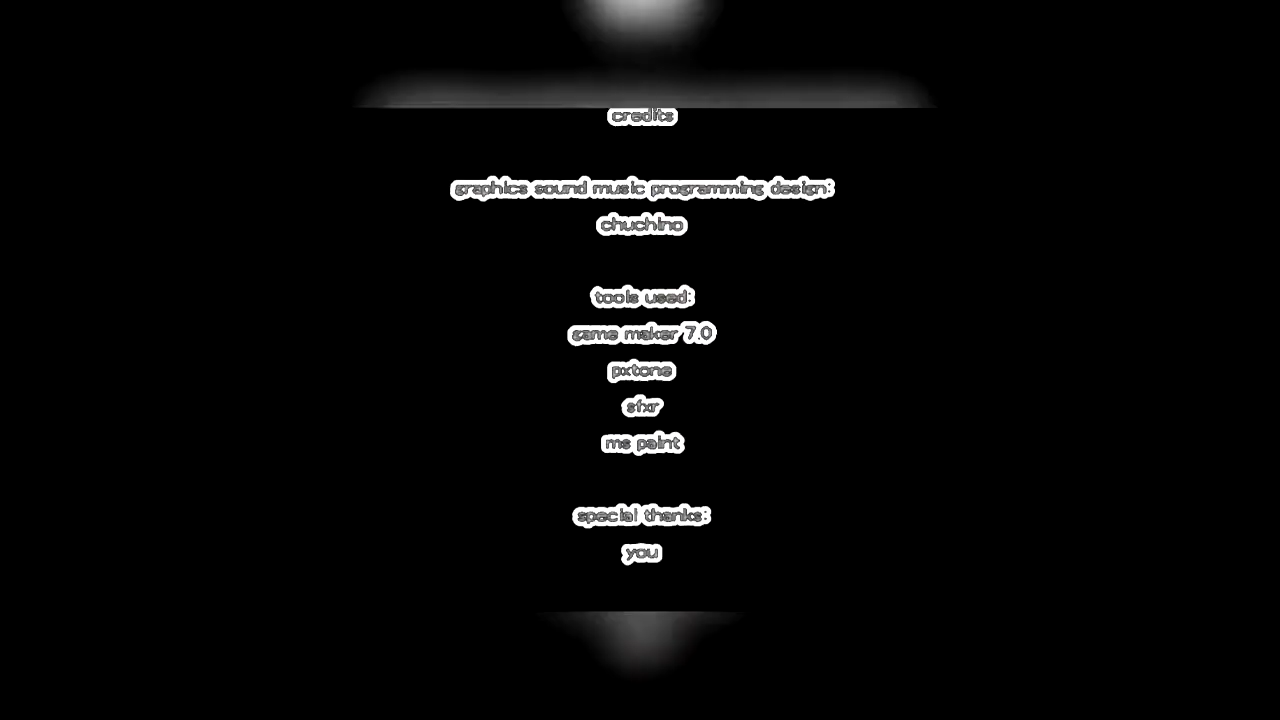 credits
graphics sound music programming design:
chuchino
tools used:
game maker 7.0
pxtone
sfxr
ms paint
special thanks:
you